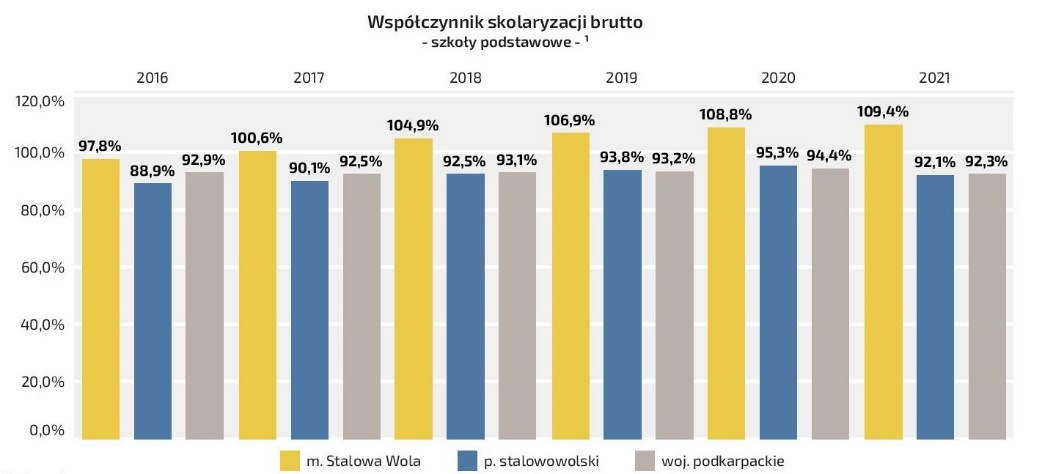 Współczynnik skolaryzacji brutto
- szkoły podstawowe - ¹
2016 2017 2018 2019 2020 2021
120,0%
100,0%
80,0%
60,0%
40,0%
20,0%
0,0%
97,8% 88,9% 92,9% 100,6% 90,1% 92,5% 104,9% 92,5% 93,1% 106,9% 93,8% 93,2% 108,8% 95,3% 94,4% 109,4% 92,1% 92,3%
m. Stalowa Wola p. stalowowolski woj. podkarpackie